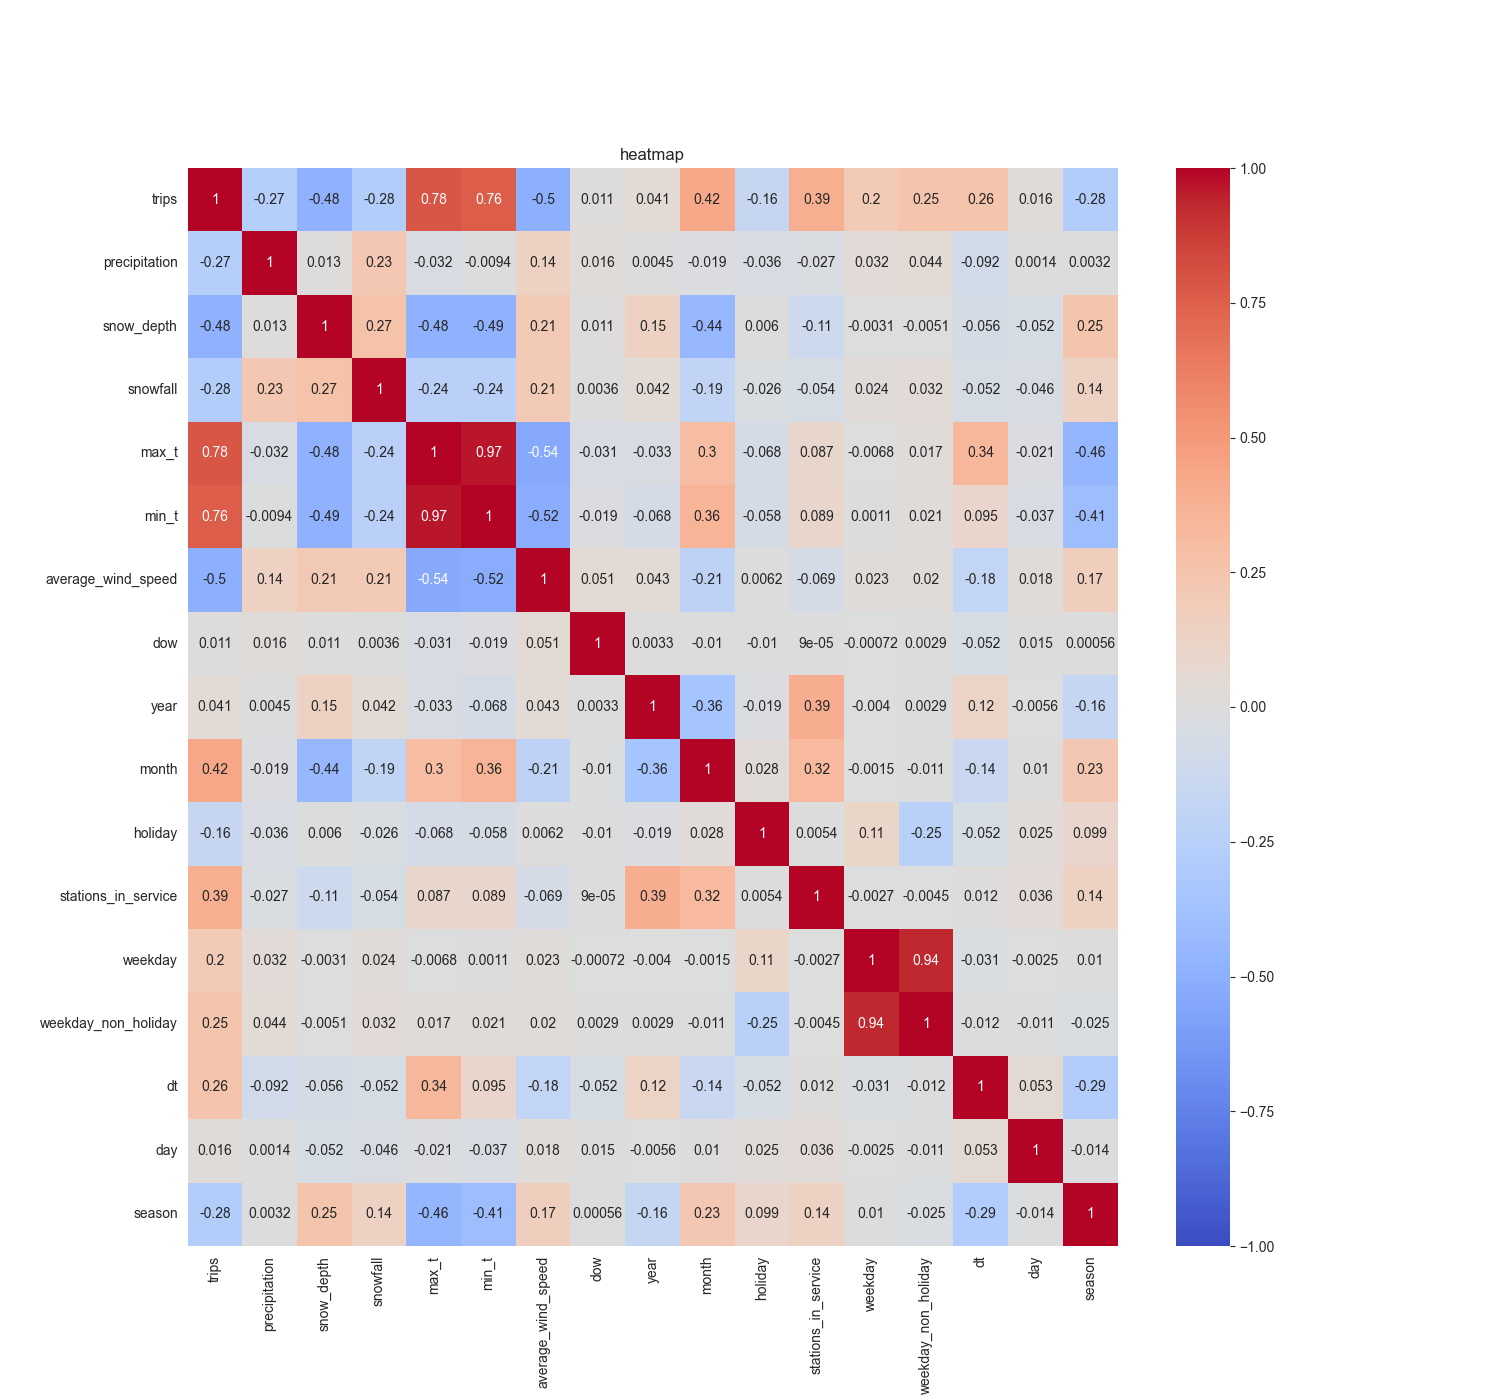 heatmap
trips 1 -0.27 -0.48 -0.28 0.78 0.76 -0.5 0.011 0.041 0.42 -0.16 0.39 0.2 0.25 0.26 0.016 -0.28
precipitation -0.27 1 0.013 0.23 -0.032 -0.0094 0.14 0.016 0.0045 -0.019 -0.036 -0.027 0.032 0.044 -0.092 0.0014 0.0032
snow_depth -0.48 0.013 1 0.27 -0.48 -0.49 0.21 0.011 0.15 -0.44 0.006 -0.11 -0.0031 -0.0051 -0.056 -0.052 0.25
snowfall -0.28 0.23 0.27 1 -0.24 -0.24 0.21 0.0036 0.042 -0.19 -0.026 -0.054 0.024 0.032 -0.052 -0.046 0.14
max_t 0.78 -0.032 -0.48 -0.24 1 0.97 -0.54 -0.031 -0.033 0.3 -0.068 0.087 -0.0068 0.017 0.34 -0.021 -0.46
min_t 0.76 -0.0094 -0.49 -0.24 0.97 1 -0.52 -0.019 -0.068 0.36 -0.058 0.089 0.0011 0.021 0.095 -0.037 -0.41
average_wind_speed -0.5 0.14 0.21 0.21 -0.54 -0.52 1 0.051 0.043 -0.21 0.0062 -0.069 0.023 0.02 -0.18 0.018 0.17
dow 0.011 0.016 0.011 0.0036 -0.031 -0.019 0.051 1 0.0033 -0.01 -0.01 9e-05 -0.00072 0.0029 -0.052 0.015 0.00056
year 0.041 0.0045 0.15 0.042 -0.033 -0.068 0.043 0.0033 1 -0.36 -0.019 0.39 -0.004 0.0029 0.12 -0.0056 -0.16
month 0.42 -0.019 -0.44 -0.19 0.3 0.36 -0.21 -0.01 -0.36 1 0.028 0.32 -0.0015 -0.011 -0.14 0.01 0.23
holiday -0.16 -0.036 0.006 -0.026 -0.068 -0.058 0.0062 -0.01 -0.019 0.028 1 0.0054 0.11 -0.25 -0.052 0.025 0.099
stations_in_service 0.39 -0.027 -0.11 -0.054 0.087 0.089 -0.069 9e-05 0.39 0.32 0.0054 1 -0.0027 -0.0045 0.012 0.036 0.14
weekday 0.2 0.032 -0.0031 0.024 -0.0068 0.0011 0.023 -0.00072 -0.004 -0.0015 0.11 -0.0027 1 0.94 -0.031 -0.0025 0.01
weekday_non_holiday 0.25 0.044 -0.0051 0.032 0.017 0.021 0.02 0.0029 0.0029 -0.011 -0.25 -0.0045 0.94 1 -0.012 -0.011 -0.025
dt 0.26 -0.092 -0.056 -0.052 0.34 0.095 -0.18 -0.052 0.12 -0.14 -0.052 0.012 -0.031 -0.012 1 0.053 -0.29
day 0.016 0.0014 -0.052 -0.046 -0.021 -0.037 0.018 0.015 -0.0056 0.01 0.025 0.036 -0.0025 -0.011 0.053 1 -0.014
season -0.28 0.0032 0.25 0.14 -0.46 -0.41 0.17 0.00056 -0.16 0.23 0.099 0.14 0.01 -0.025 -0.29 -0.014 1
trips precipitation snow_depth snowfall max_t min_t average_wind_speed dow year month holiday stations_in_service weekday weekday_non_holiday dt day season
1.00
0.75
0.50
0.25
0.00
−0.25
−0.50
−0.75
−1.00